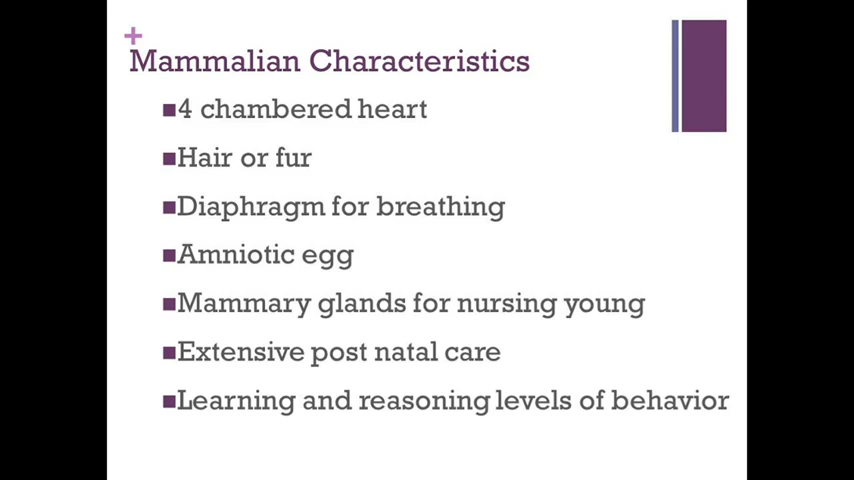 +
Mammalian Characteristics
■4 chambered heart
■Hair or fur
■Diaphragm for breathing
■Amniotic egg
■Mammary glands for nursing young
■Extensive post natal care
■Learning and reasoning levels of behavior